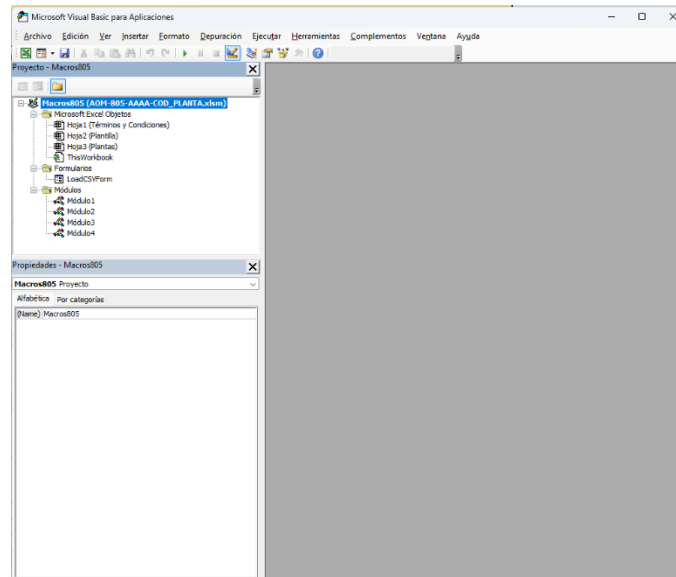 Microsoft Visual Basic para Aplicaciones
Archivo Edición Ver Insertar Formato Depuración Ejecutar Herramientas Complementos Ventana Ayuda
Proyecto - Macros805
Macros805 (AOM-805-AAAA-COD_PLANTA.xlsm)
Microsoft Excel Objetos
Hoja1 (Términos y Condiciones)
Hoja2 (Plantilla)
Hoja3 (Plantas)
ThisWorkbook
Formularios
LoadCSVForm
Módulos
Módulo1
Módulo2
Módulo3
Módulo4
Propiedades - Macros805
Macros805 Proyecto
Alfabética Por categorías
(Name) Macros805